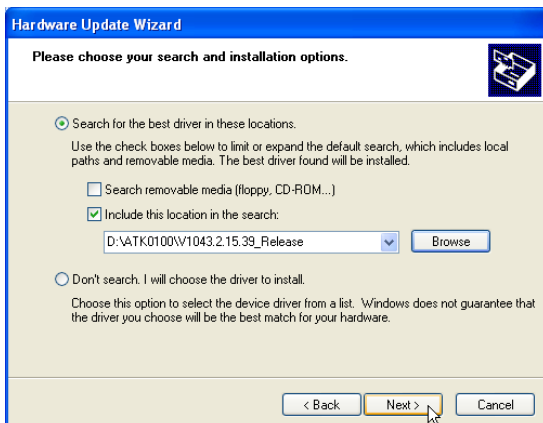 Hardware Update Wizard
Please choose your search and installation options.
Search for the best driver in these locations.
Use the check boxes below to limit or expand the default search, which includes local
paths and removable media. The best driver found will be installed.
Search removable media (floppy, CD-ROM...)
Include this location in the search:
D:\ATK0100\V1043.2.15.39_Release
Browse
Don't search. I will choose the driver to install.
Choose this option to select the device driver from a list. Windows does not guarantee that
the driver you choose will be the best match for your hardware.
< Back Next > Cancel